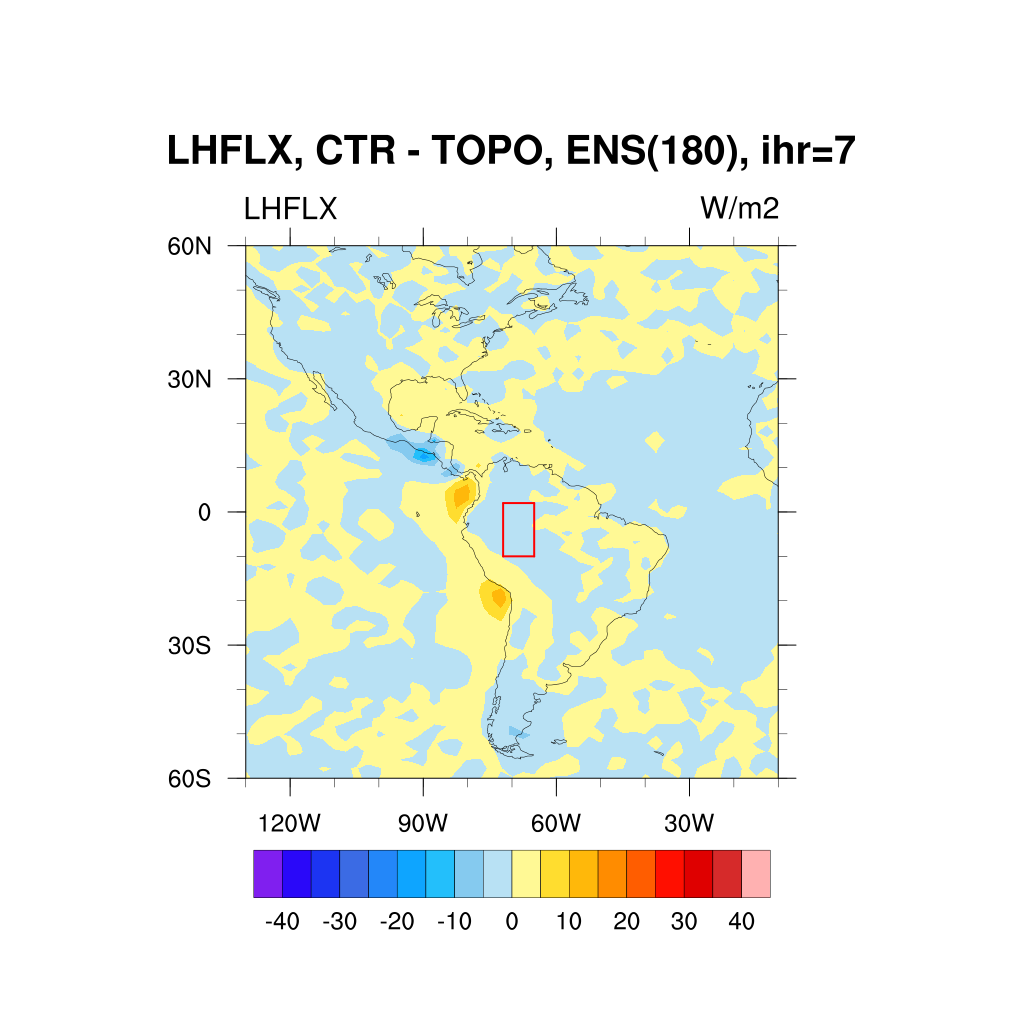 LHFLX, CTR - TOPO, ENS(180), ihr=7
LHFLX W/m2
60N
30N
0
30S
60S
120W 90W 60W 30W
-40 -30 -20 -10 0 10 20 30 40